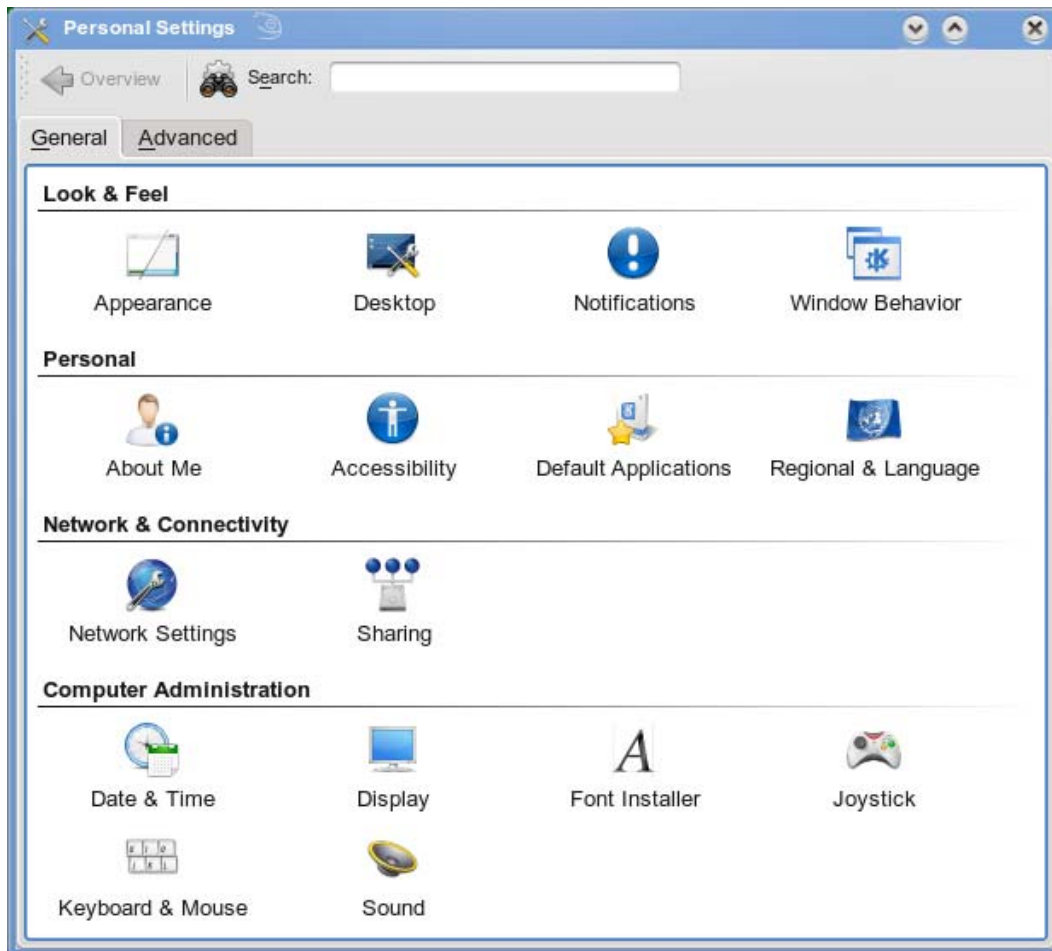 Personal Settings
Overview
Search:
General Advanced
Look & Feel
Appearance Desktop Notifications Window Behavior
Personal
About Me Accessibility Default Applications Regional & Language
Network & Connectivity
Network Settings Sharing
Computer Administration
Date & Time Display Font Installer Joystick
Keyboard & Mouse Sound